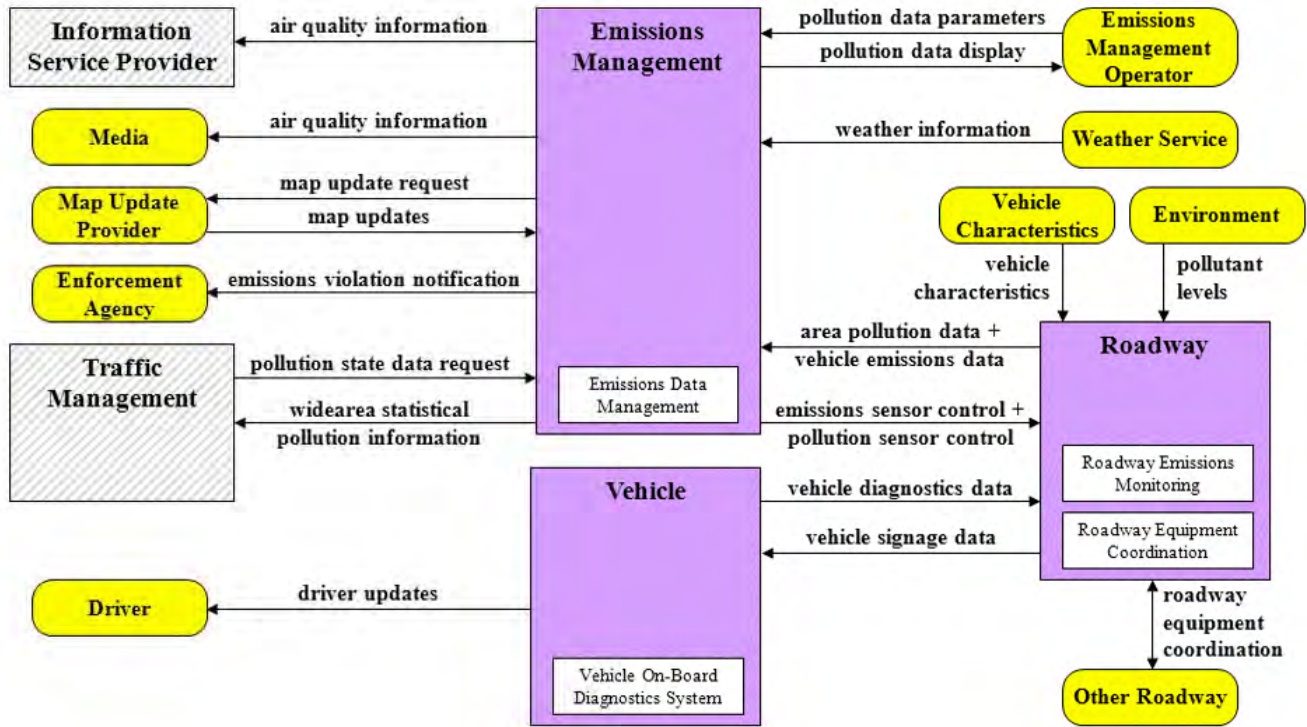 Information
Service Provider
air quality information
Emissions
Management
pollution data parameters
pollution data display
Emissions
Management
Operator
Media
air quality information
weather information
Weather Service
Map Update
Provider
map update request
map updates
Vehicle
Characteristics
Environment
vehicle
characteristics
pollutant
levels
Enforcement
Agency
emissions violation notification
Traffic
Management
pollution state data request
widearea statistical
pollution information
Emissions Data
Management
area pollution data +
vehicle emissions data
emissions sensor control +
pollution sensor control
Roadway
Roadway Emissions
Monitoring
Roadway Equipment
Coordination
Vehicle
vehicle diagnostics data
vehicle signage data
Driver
driver updates
Vehicle On-Board
Diagnostics System
roadway
equipment
coordination
Other Roadway